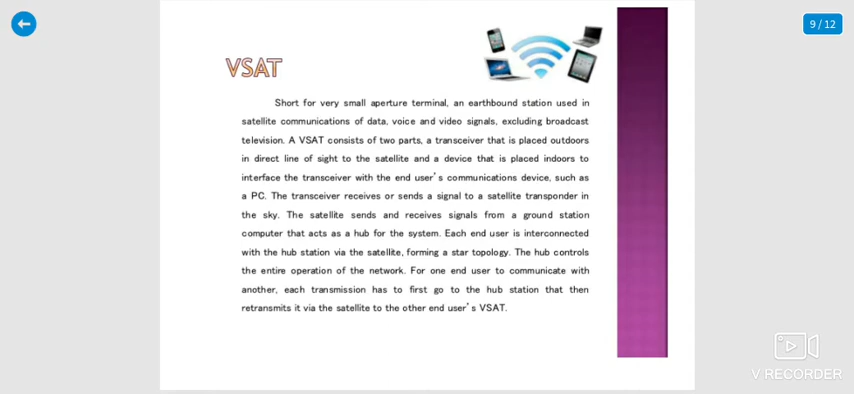 9 / 12
VSAT
Short for very small aperture terminal, an earthbound station used in
satellite communications of data, voice and video signals, excluding broadcast
television. A VSAT consists of two parts, a transceiver that is placed outdoors
in direct line of sight to the satellite and a device that is placed indoors to
interface the transceiver with the end user's communications device, such as
a PC. The transceiver receives or sends a signal to a satellite transponder in
the sky. The satellite sends and receives signals from a ground station
computer that acts as a hub for the system. Each end user is interconnected
with the hub station via the satellite, forming a star topology. The hub controls
the entire operation of the network. For one end user to communicate with
another, each transmission has to first go to the hub station that then
retransmits it via the satellite to the other end user's VSAT.
V RECORDER